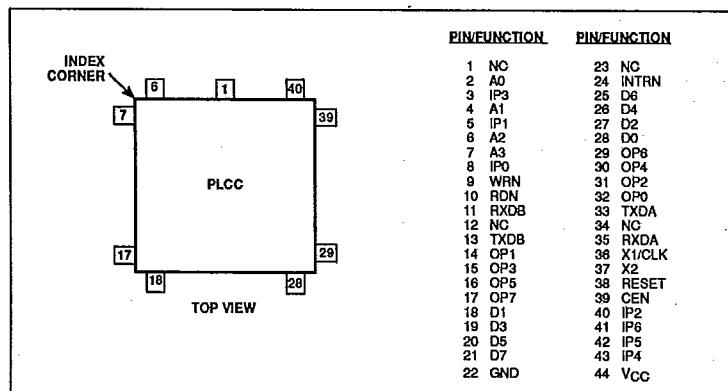 INDEX
CORNER
6 1 40
7 39
PLCC
17 29
18 28
TOP VIEW
PIN/FUNCTION
1 NC
2 A0
3 IP3
4 A1
5 IP1
6 A2
7 A3
8 IP0
9 WRN
10 RDN
11 RXDB
12 NC
13 TXDB
14 OP1
15 OP3
16 OP5
17 OP7
18 D1
19 D3
20 D5
21 D7
22 GND
PIN/FUNCTION
23 NC
24 INTRN
25 D6
26 D4
27 D2
28 D0
29 OP6
30 OP4
31 OP2
32 OP0
33 TXDA
34 NC
35 RXDA
36 X1/CLK
37 X2
38 RESET
39 CEN
40 IP2
41 IP6
42 IP5
43 IP4
44 VCC